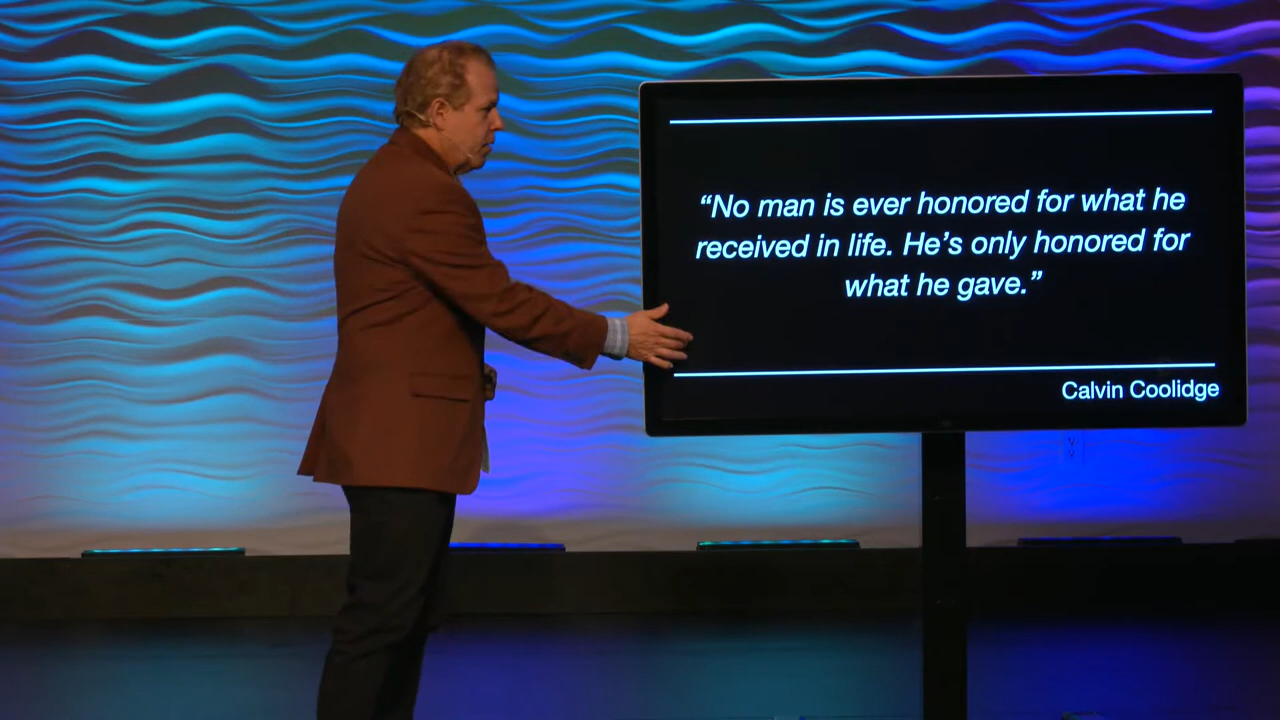 “No man is ever honored for what he
received in life. He’s only honored for
what he gave.”
Calvin Coolidge